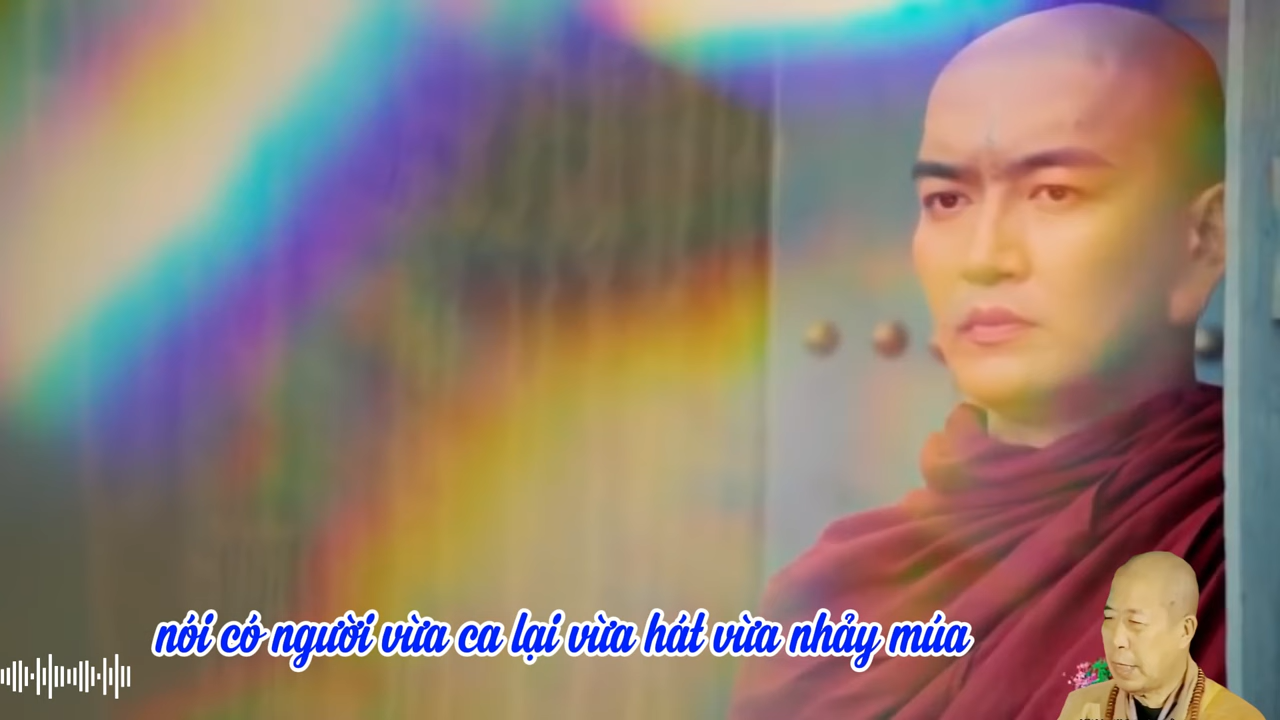 nói có người vừa ca lại vừa hát vừa nhảy múa